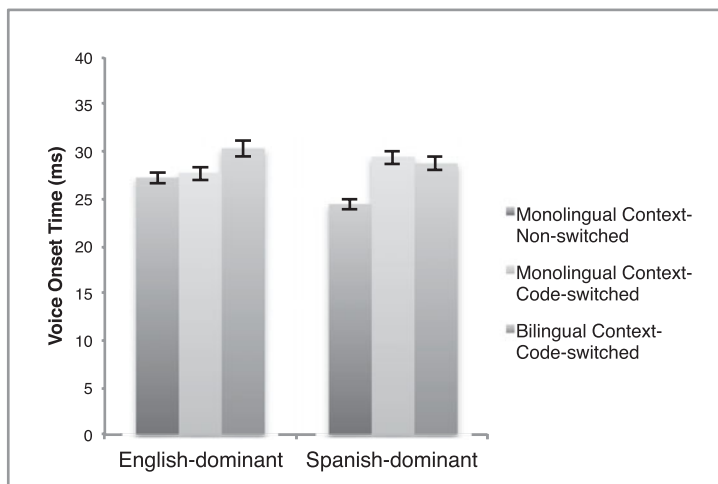 40
35
30
25
20
15
10
5
0
Voice Onset Time (ms)
English-dominant Spanish-dominant
Monolingual Context-
Non-switched
Monolingual Context-
Code-switched
Bilingual Context-
Code-switched